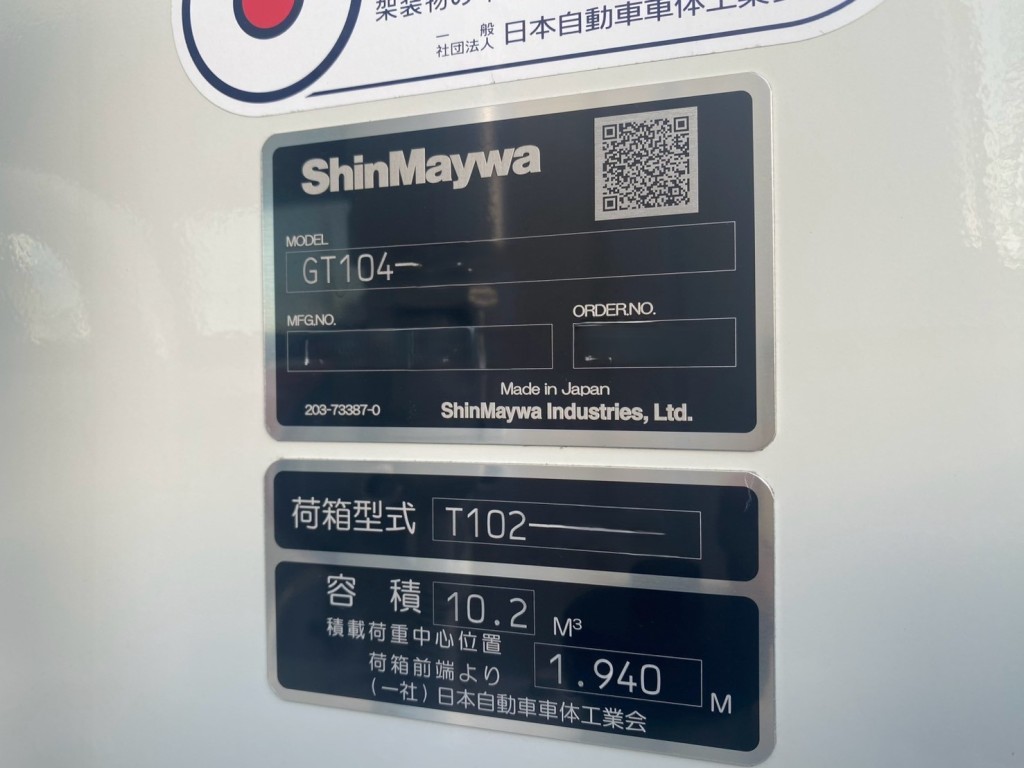 架装物の
一般
社団法人 日本自動車車体工業会
ShinMaywa
MODEL
GT104-
MFG.NO.
ORDER.NO.
Made in Japan
203-73387-0 ShinMaywa Industries, Ltd.
荷箱型式 T102-
容積 10.2 M³
積載荷重中心位置
荷箱前端より 1.940 M
(一社)日本自動車車体工業会